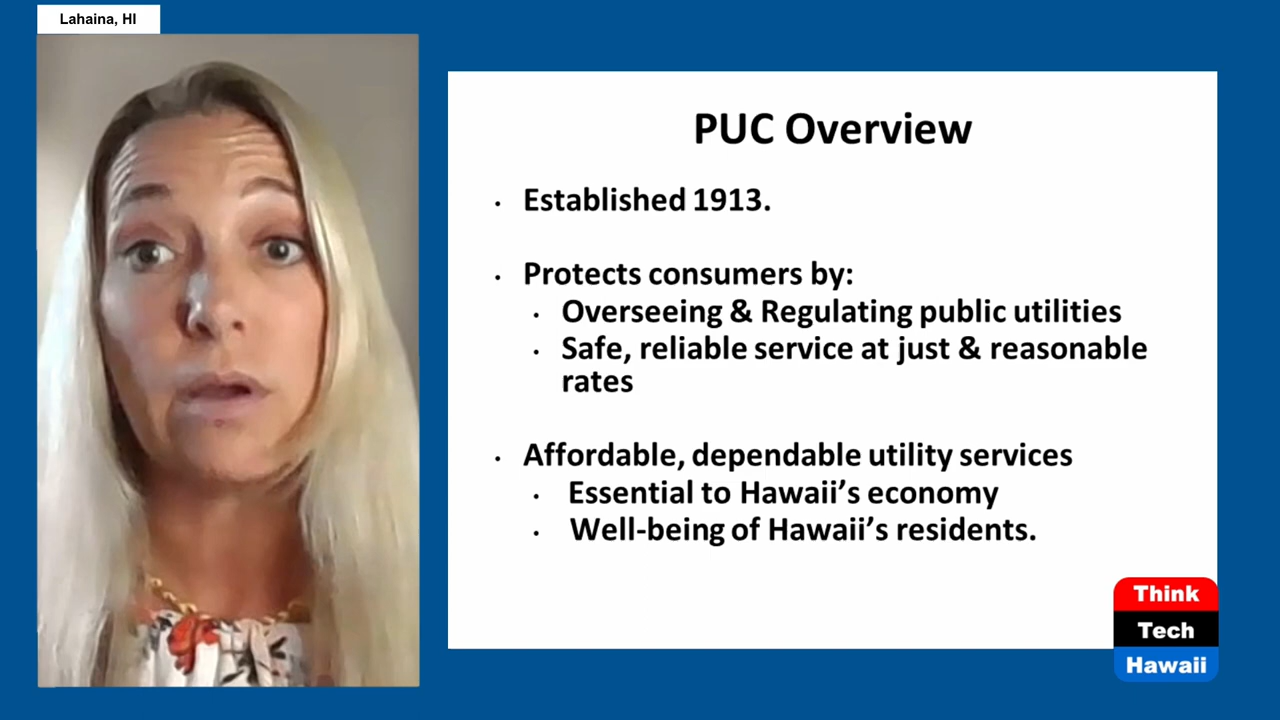 Lahaina, HI
PUC Overview
• Established 1913.
• Protects consumers by:
• Overseeing & Regulating public utilities
• Safe, reliable service at just & reasonable
rates
• Affordable, dependable utility services
• Essential to Hawaii’s economy
• Well-being of Hawaii’s residents.
Think
Tech
Hawaii